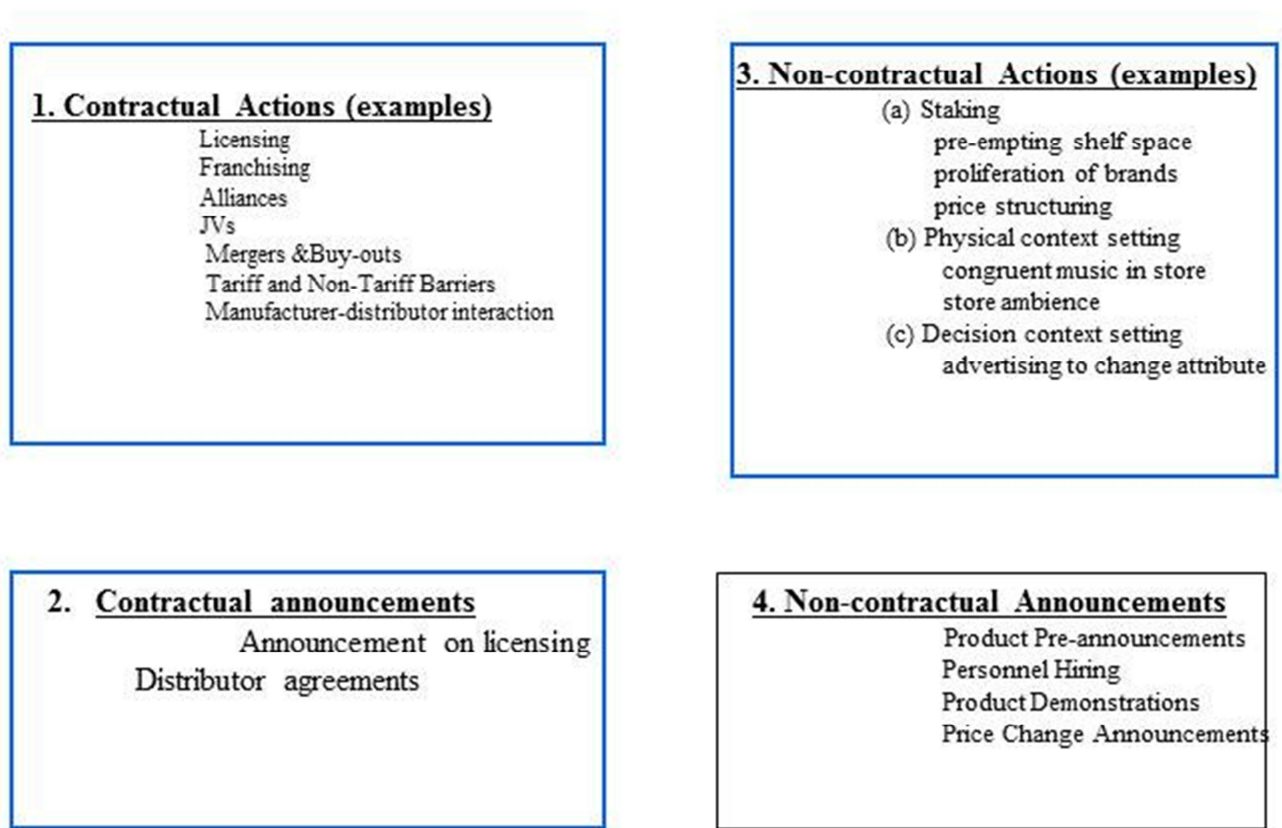 1. Contractual Actions (examples)
Licensing
Franchising
Alliances
JVs
Mergers &Buy-outs
Tariff and Non-Tariff Barriers
Manufacturer-distributor interaction
3. Non-contractual Actions (examples)
(a) Staking
pre-empting shelf space
proliferation of brands
price structuring
(b) Physical context setting
congruent music in store
store ambience
(c) Decision context setting
advertising to change attribute
2. Contractual announcements
Announcement on licensing
Distributor agreements
4. Non-contractual Announcements
Product Pre-announcements
Personnel Hiring
Product Demonstrations
Price Change Announcements